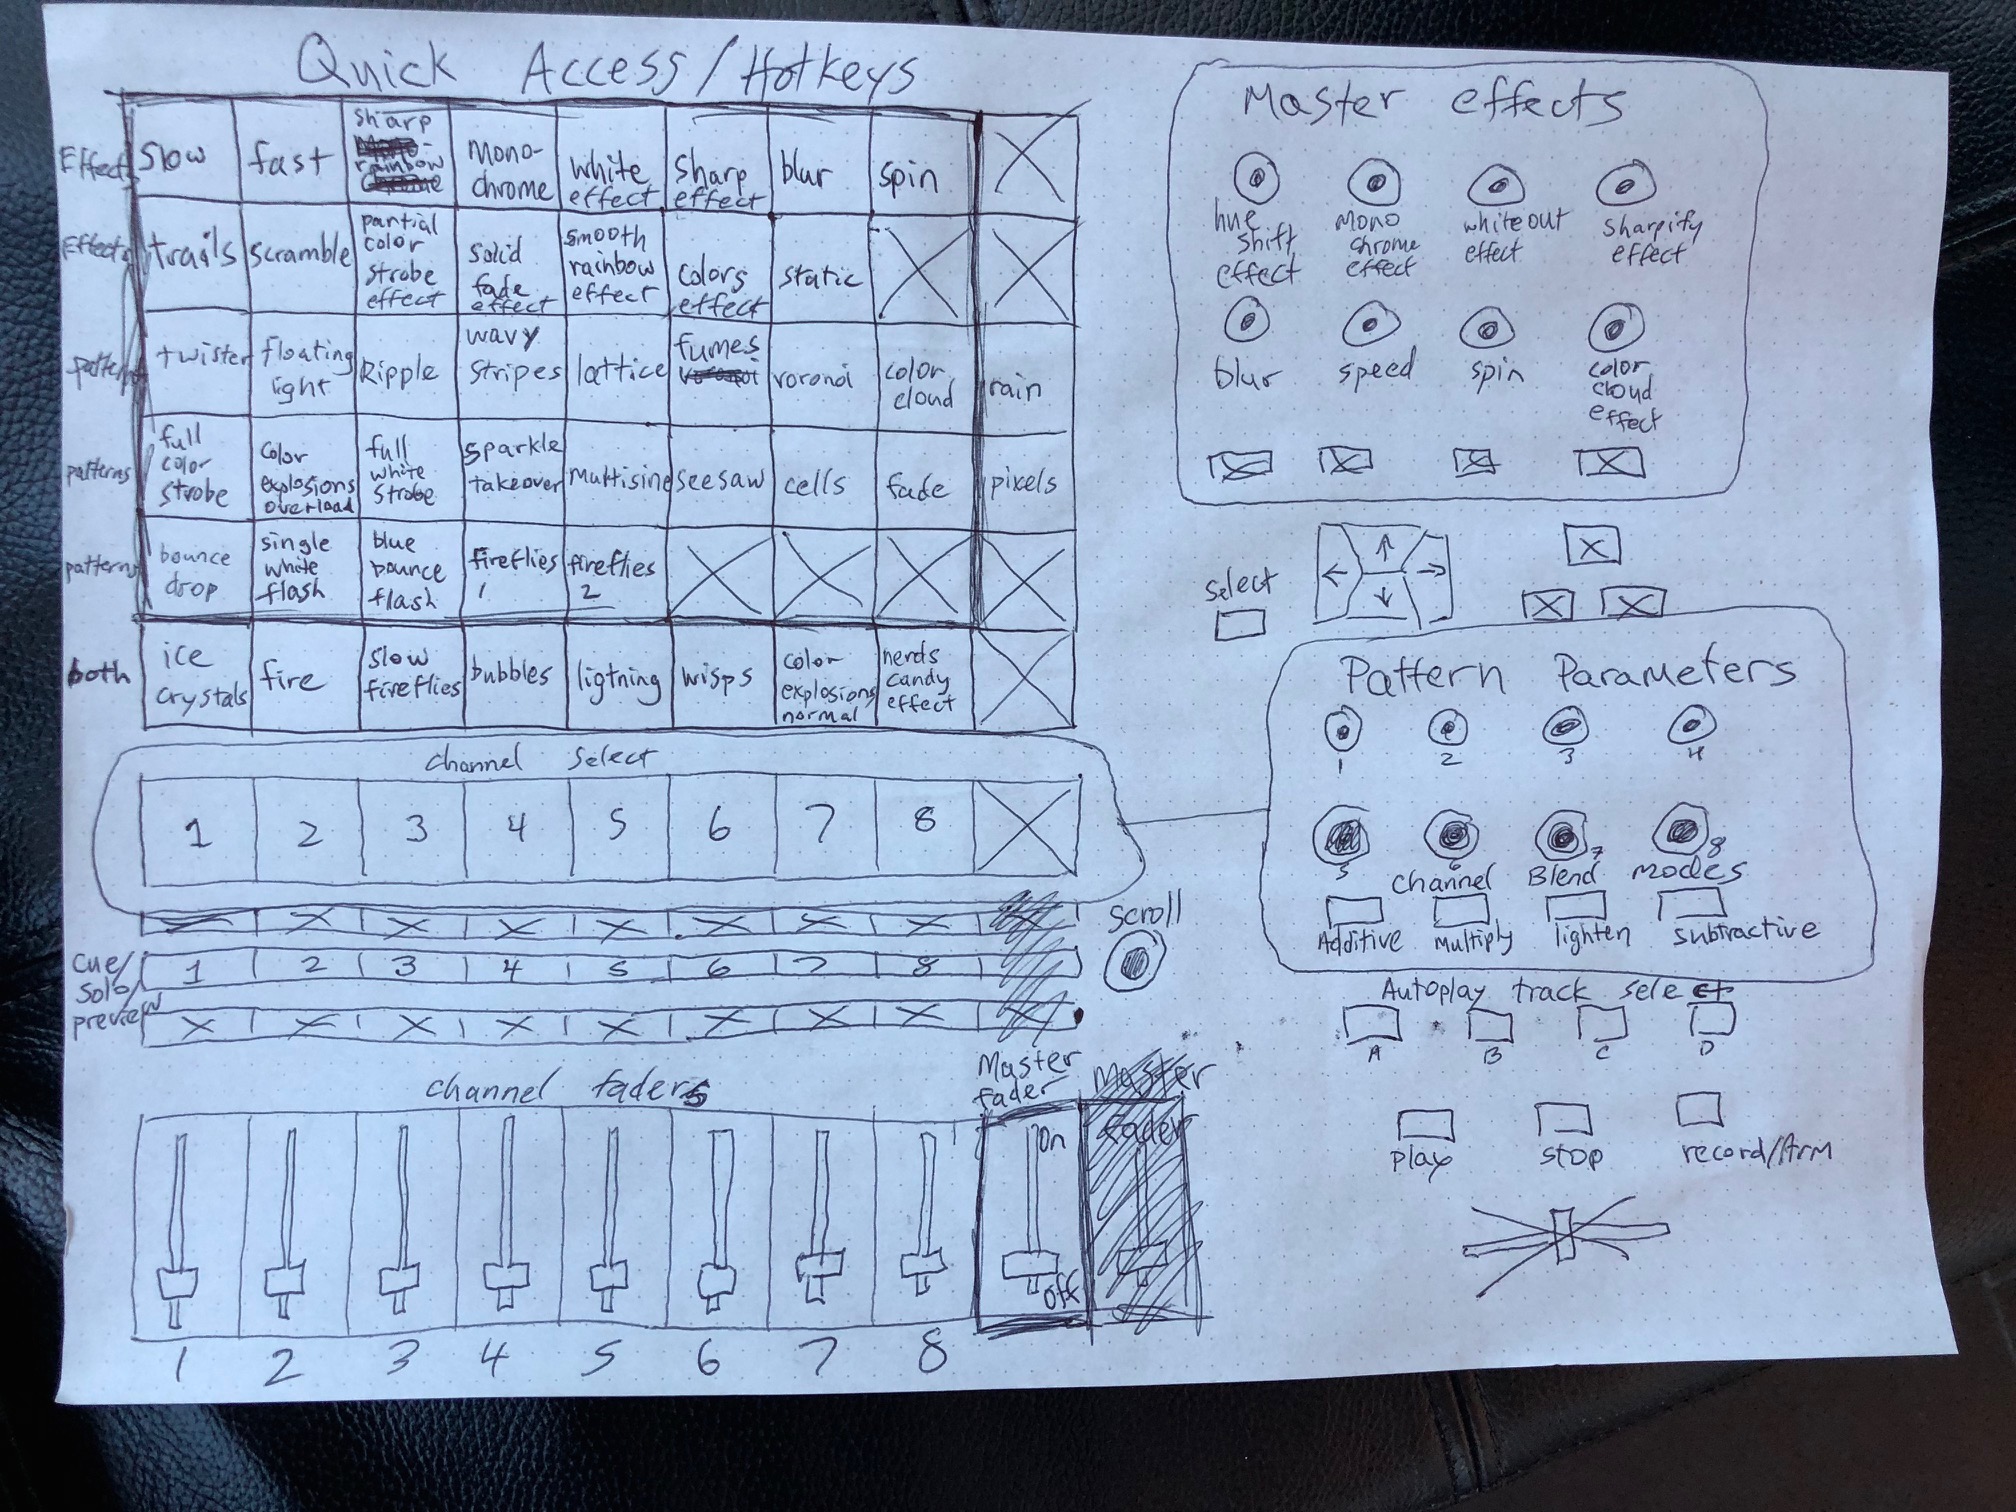 Quick Access/Hotkeys
Effects slow fast sharp rainbow Mono-chrome white effect sharp effect blur spin
Effects trails scramble partial color strobe effect solid fade effect smooth rainbow effect colors effect static
patterns twister floating light Ripple wavy stripes lattice fumes voronoi color cloud rain
patterns full color strobe color explosions overload full white strobe sparkle takeover Multisine seesaw cells fade pixels
patterns bounce drop single white flash blue bounce flash fireflies 1 fireflies 2
both ice crystals fire slow fireflies bubbles ligtning wisps color explosions normal nerds candy effect
channel select
1 2 3 4 5 6 7 8
Cue/
Solo/
preview
1 2 3 4 5 6 7 8
scroll
channel faders
Master
fader
On
Off
Master
fader
1 2 3 4 5 6 7 8
Master effects
hue shift effect
mono chrome effect
whiteout effect
sharpify effect
blur speed spin color cloud effect
select
Pattern Parameters
1 2 3 4
5 6 7 8
channel Blend modes
Additive Multiply lighten subtractive
Autoplay track select
A B C D
play stop record/Arm